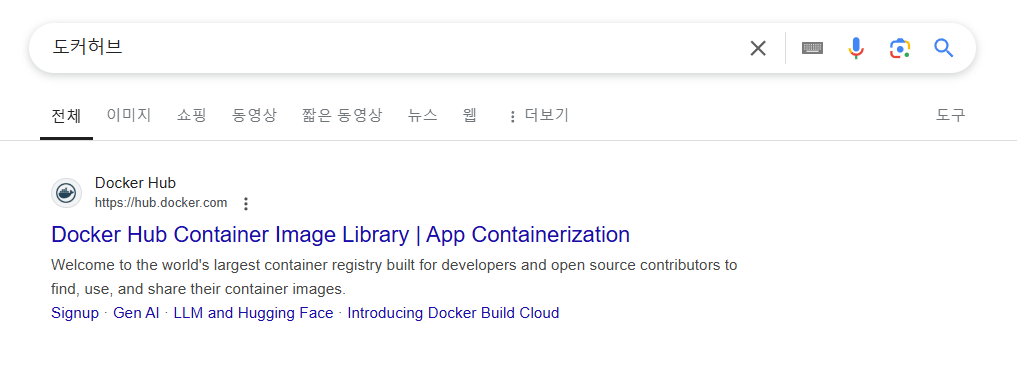 도커허브
전체 이미지 쇼핑 동영상 짧은 동영상 뉴스 웹 더보기 도구
Docker Hub
https://hub.docker.com
Docker Hub Container Image Library | App Containerization
Welcome to the world's largest container registry built for developers and open source contributors to
find, use, and share their container images.
Signup · Gen AI · LLM and Hugging Face · Introducing Docker Build Cloud